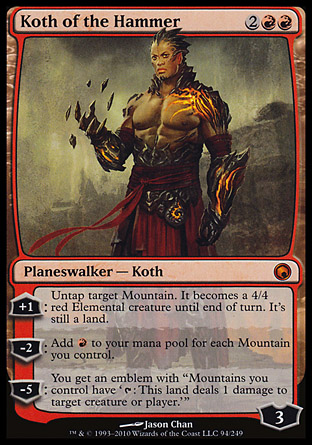 Koth of the Hammer 2
Planeswalker — Koth
Untap target Mountain. It becomes a 4/4
+1: red Elemental creature until end of turn. It's
still a land.
-2: Add to your mana pool for each Mountain
you control.
You get an emblem with "Mountains you
-5: control have ‘: This land deals 1 damage to
target creature or player.’"
3
Jason Chan
™ & © 1993–2010 Wizards of the Coast LLC 94/249